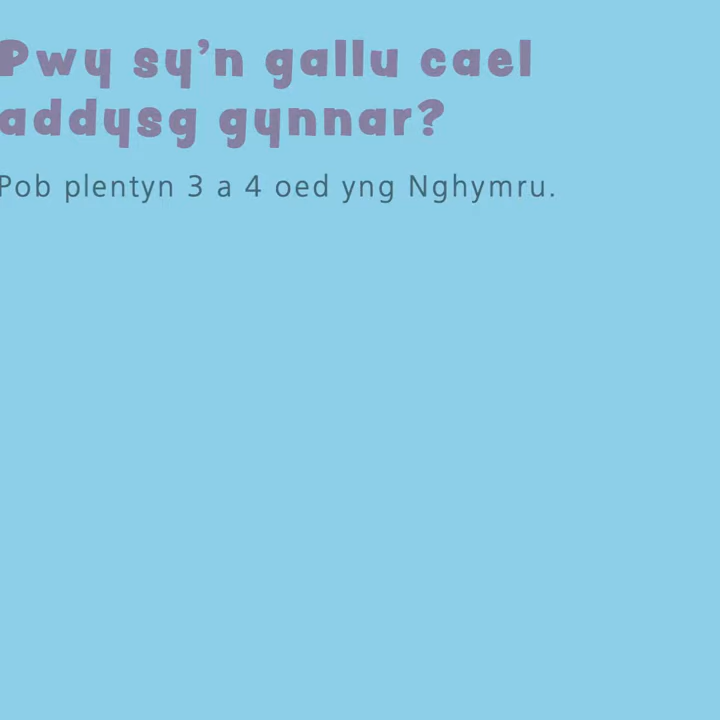 Pwy sy’n gallu cael
addysg gynnar?
Pob plentyn 3 a 4 oed yng Nghymru.